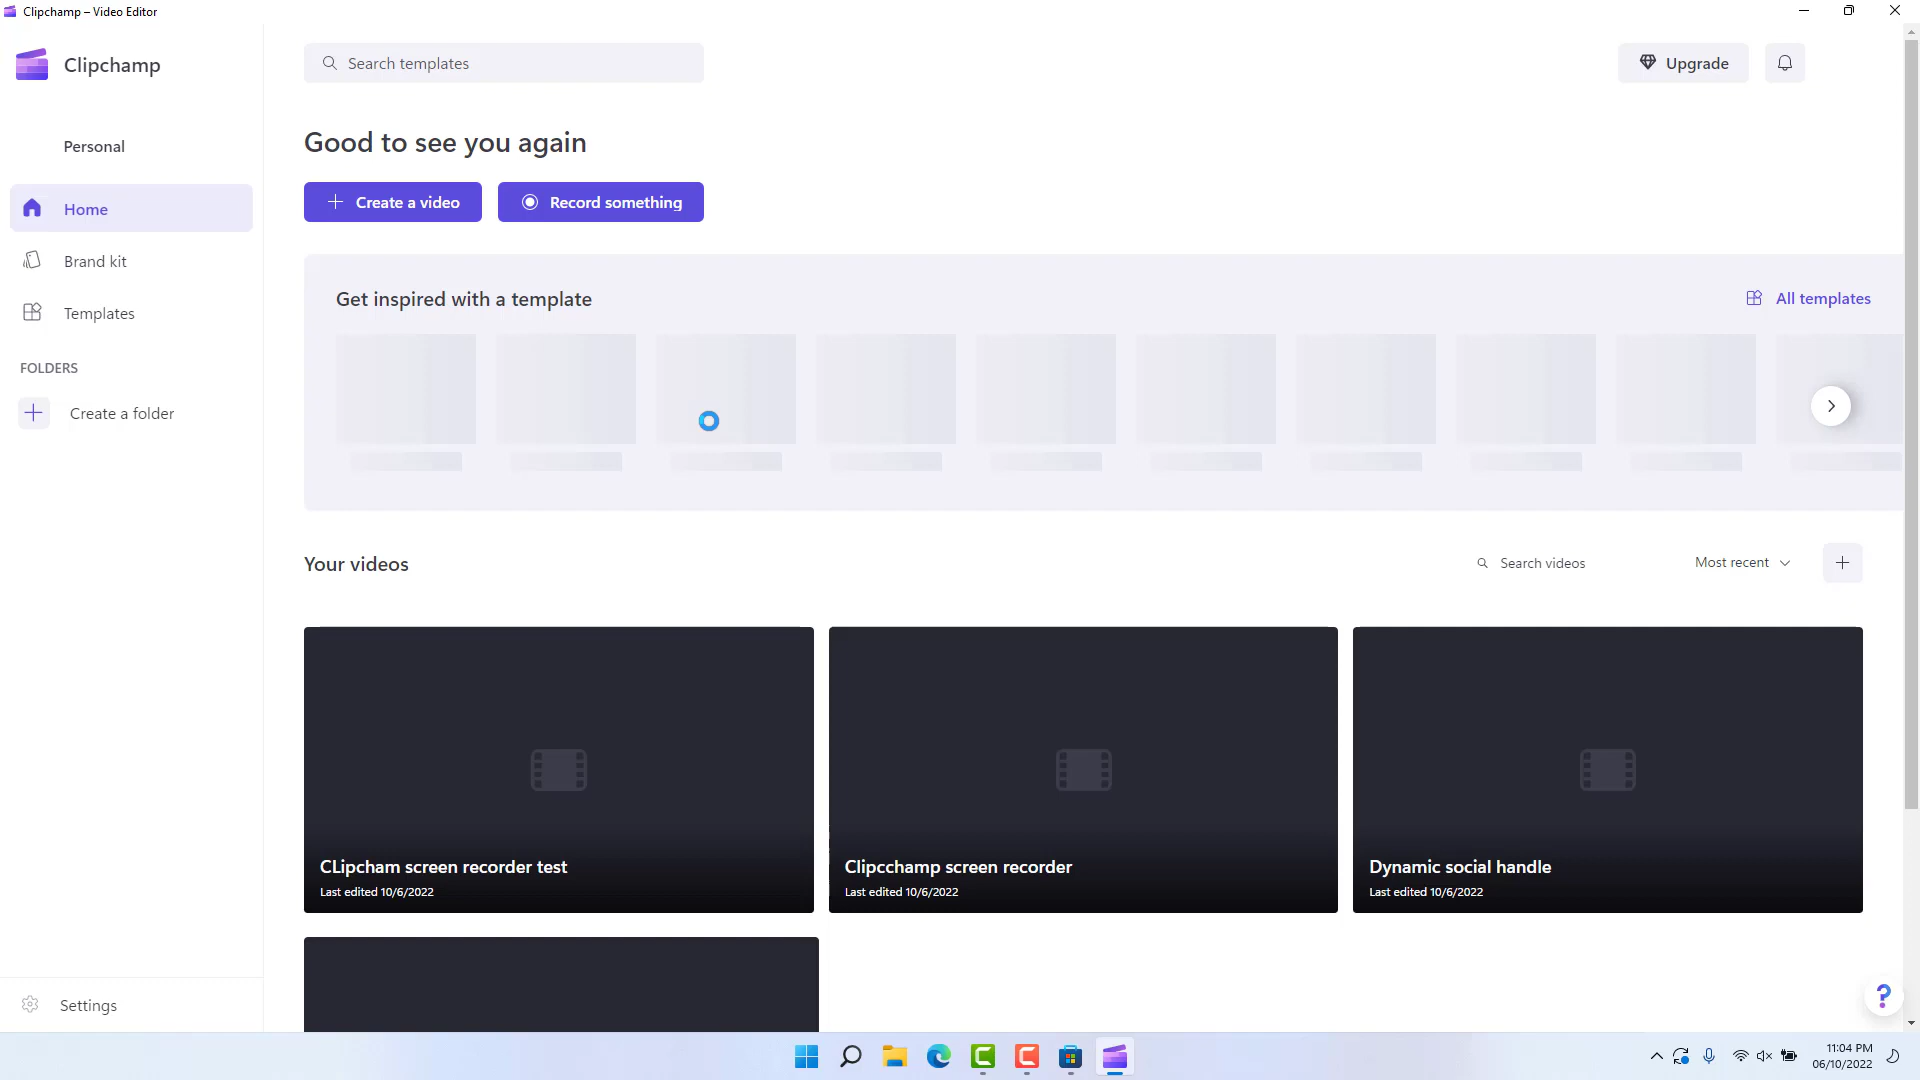 Clipchamp – Video Editor
Clipchamp
Search templates
Upgrade
Personal
Good to see you again
Create a video
Record something
Home
Brand kit
Templates
FOLDERS
Create a folder
Get inspired with a template
All templates
Your videos
Search videos
Most recent
CLipcham screen recorder test
Last edited 10/6/2022
Clipcchamp screen recorder
Last edited 10/6/2022
Dynamic social handle
Last edited 10/6/2022
Settings
?
11:04 PM
06/10/2022